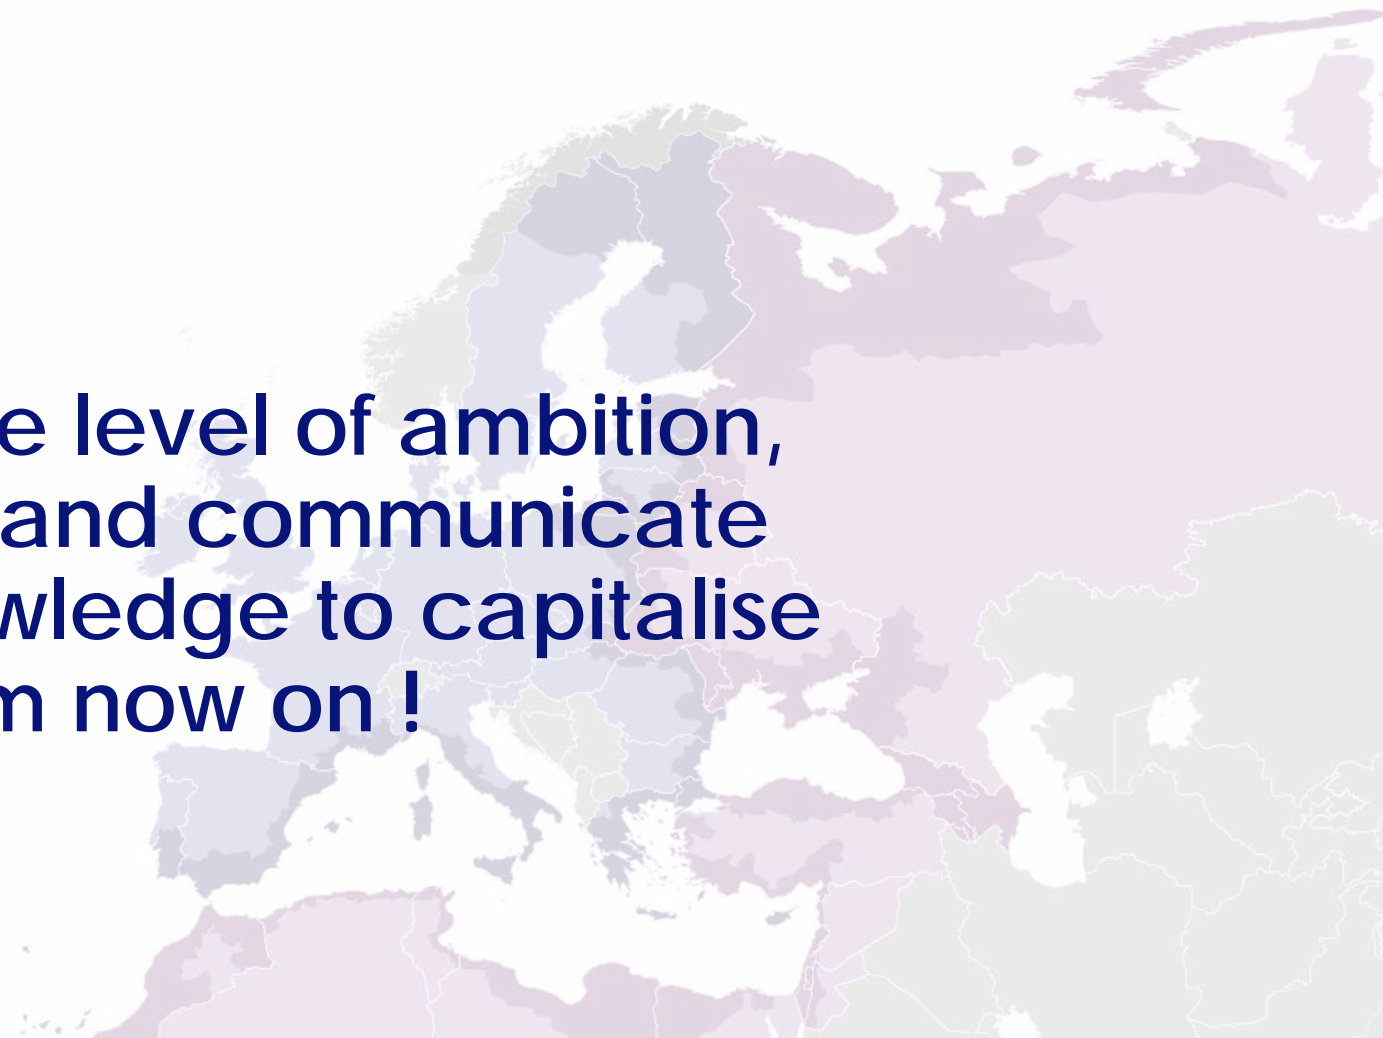 e level of ambition,
and communicate
wledge to capitalise
m now on !